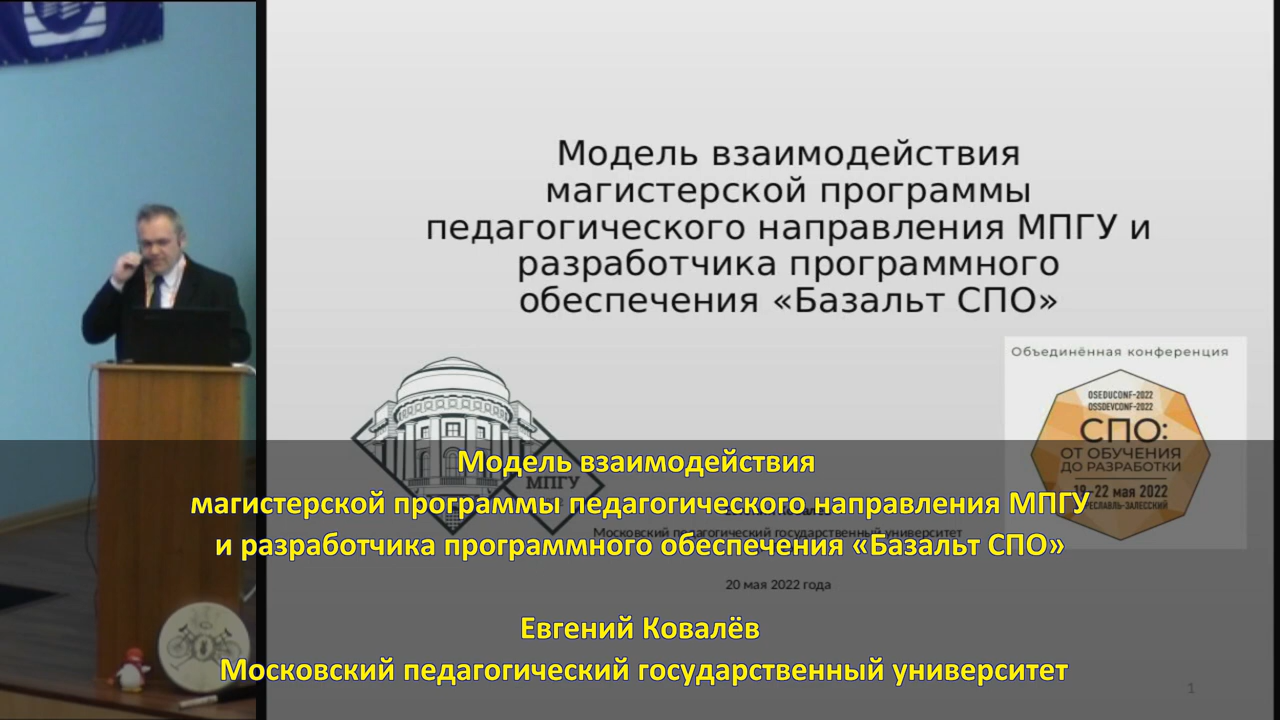 Модель взаимодействия
магистерской программы
педагогического направления МПГУ и
разработчика программного
обеспечения «Базальт СПО»
Объединённая конференция
OSEDUCONF-2022
OSSDEVCONF-2022
СПО:
ОТ ОБУЧЕНИЯ
ДО РАЗРАБОТКИ
19-22 мая 2022
МПГУ
Московский педагогический государственный университет
20 мая 2022 года
Модель взаимодействия
магистерской программы педагогического направления МПГУ
и разработчика программного обеспечения «Базальт СПО»
Евгений Ковалёв
Московский педагогический государственный университет
1